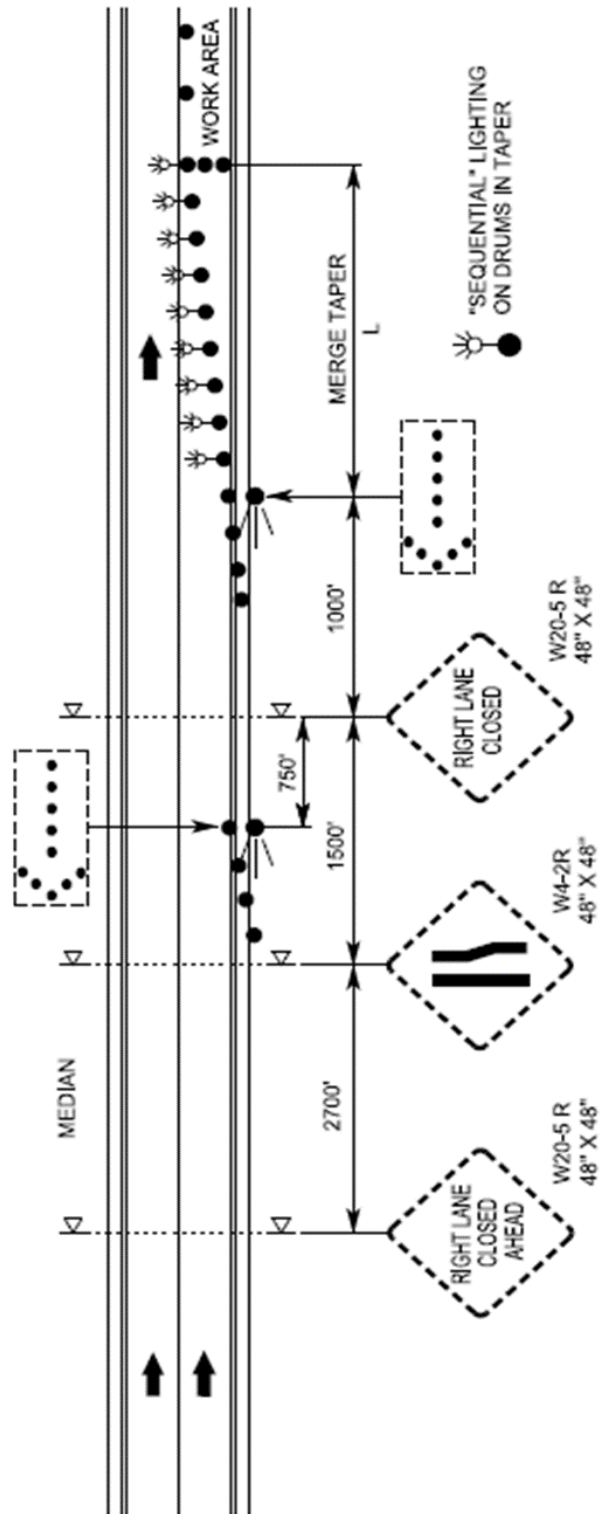 WORK AREA
"SEQUENTIAL" LIGHTING
ON DRUMS IN TAPER
MERGE TAPER
L
1000'
W20-5 R
48" X 48"
RIGHT LANE
CLOSED
750'
1500'
W4-2R
48" X 48"
MEDIAN
2700'
W20-5 R
48" X 48"
RIGHT LANE
CLOSED
AHEAD